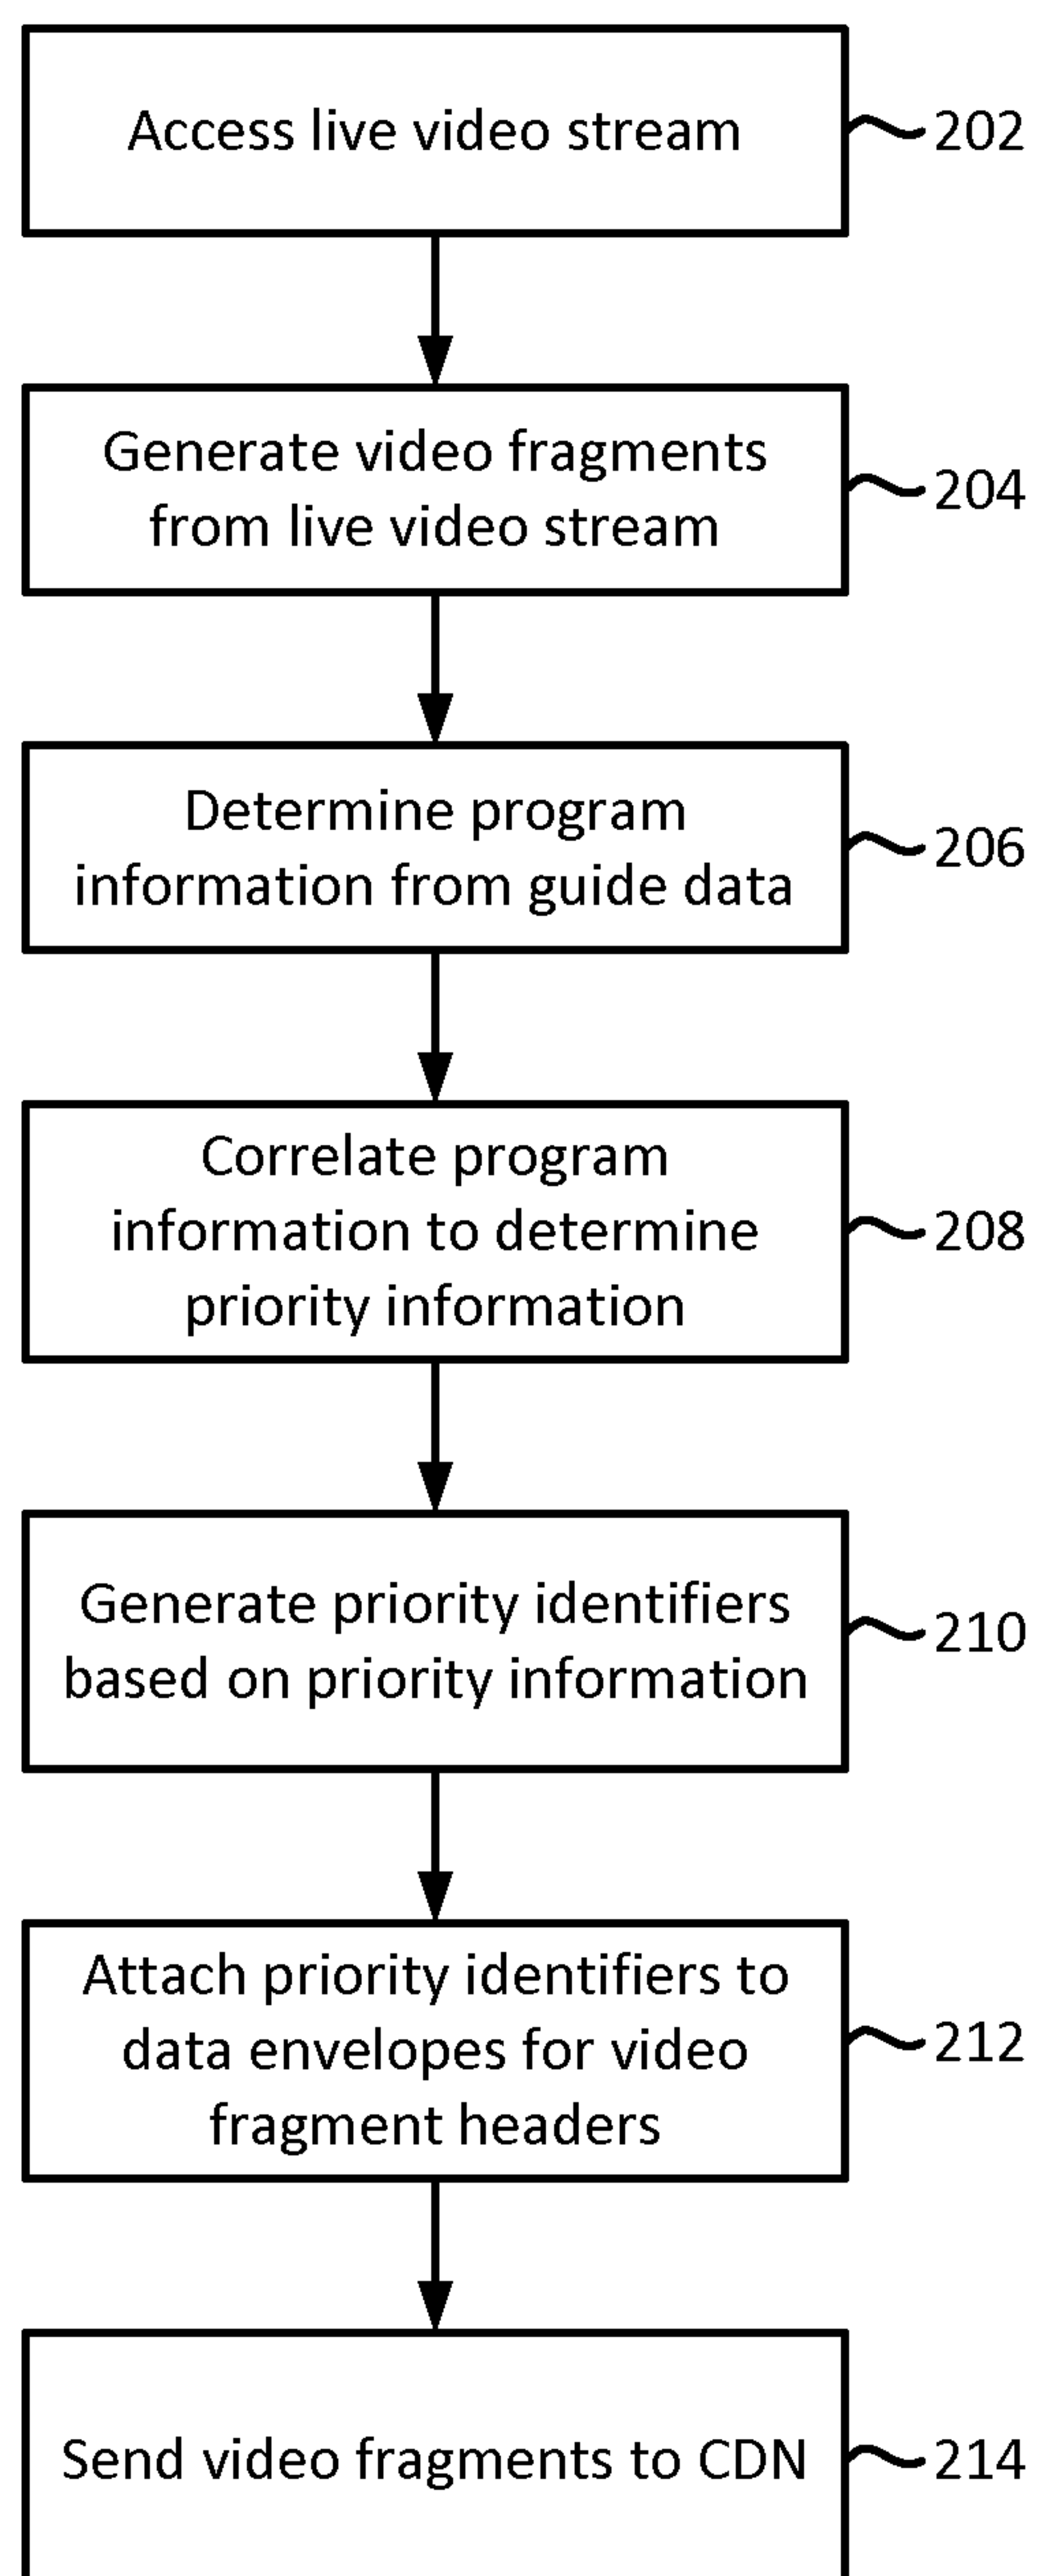 Access live video stream
202
Generate video fragments
from live video stream
204
Determine program
information from guide data
206
Correlate program
information to determine
priority information
208
Generate priority identifiers
based on priority information
210
Attach priority identifiers to
data envelopes for video
fragment headers
212
Send video fragments to CDN
214